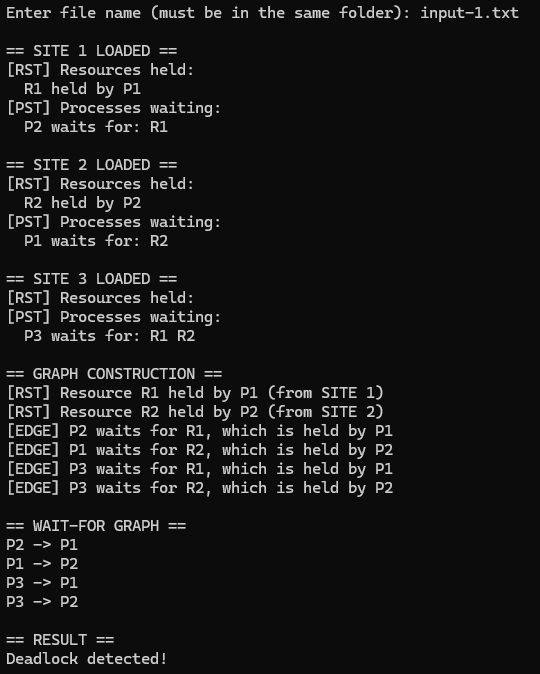 Enter file name (must be in the same folder): input-1.txt
== SITE 1 LOADED ==
[RST] Resources held:
R1 held by P1
[PST] Processes waiting:
P2 waits for: R1
== SITE 2 LOADED ==
[RST] Resources held:
R2 held by P2
[PST] Processes waiting:
P1 waits for: R2
== SITE 3 LOADED ==
[RST] Resources held:
[PST] Processes waiting:
P3 waits for: R1 R2
== GRAPH CONSTRUCTION ==
[RST] Resource R1 held by P1 (from SITE 1)
[RST] Resource R2 held by P2 (from SITE 2)
[EDGE] P2 waits for R1, which is held by P1
[EDGE] P1 waits for R2, which is held by P2
[EDGE] P3 waits for R1, which is held by P1
[EDGE] P3 waits for R2, which is held by P2
== WAIT-FOR GRAPH ==
P2 -> P1
P1 -> P2
P3 -> P1
P3 -> P2
== RESULT ==
Deadlock detected!